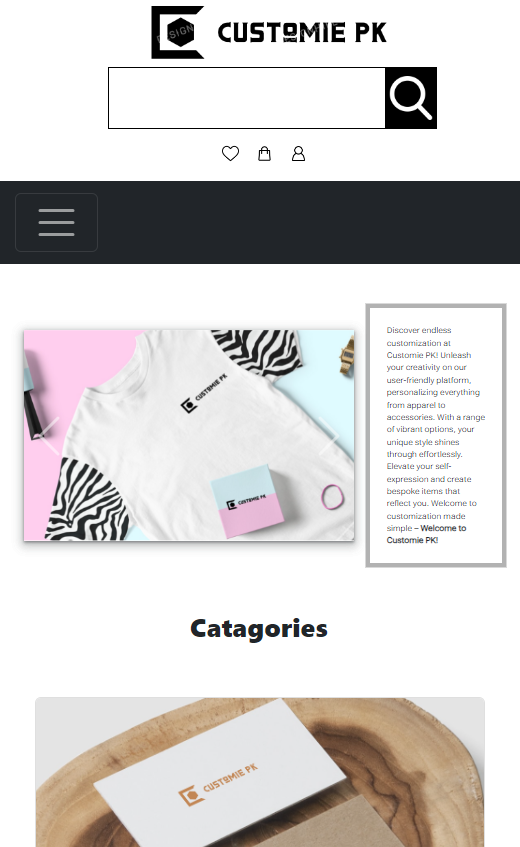 DESIGN
CUSTOMIE PK
CUSTOMIE PK
CUSTOMIE PK
Discover endless
customization at
Customie PK! Unleash
your creativity on our
user-friendly platform,
personalizing everything
from apparel to
accessories. With a range
of vibrant options, your
unique style shines
through effortlessly.
Elevate your self-
expression and create
bespoke items that
reflect you. Welcome to
customization made
simple – Welcome to
Customie PK!
Catagories
CUSTOMIE PK